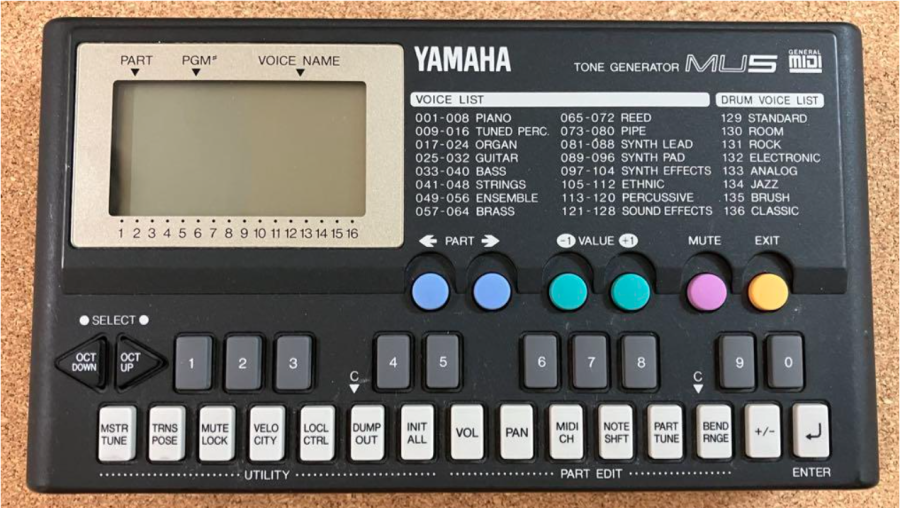 PART PGM# VOICE NAME
1 2 3 4 5 6 7 8 9 10 11 12 13 14 15 16
YAMAHA
TONE GENERATOR MU5
GENERAL
MIDI
VOICE LIST
001-008 PIANO
009-016 TUNED PERC.
017-024 ORGAN
025-032 GUITAR
033-040 BASS
041-048 STRINGS
049-056 ENSEMBLE
057-064 BRASS
065-072 REED
073-080 PIPE
081-088 SYNTH LEAD
089-096 SYNTH PAD
097-104 SYNTH EFFECTS
105-112 ETHNIC
113-120 PERCUSSIVE
121-128 SOUND EFFECTS
DRUM VOICE LIST
129 STANDARD
130 ROOM
131 ROCK
132 ELECTRONIC
133 ANALOG
134 JAZZ
135 BRUSH
136 CLASSIC
PART -1 VALUE +1 MUTE EXIT
SELECT
OCT
DOWN
OCT
UP
1 2 3 4 5 6 7 8 9 0
C C
MSTR
TUNE
TRNS
POSE
MUTE
LOCK
VELO
CITY
LOCL
CTRL
DUMP
OUT
INIT
ALL
VOL
PAN
MIDI
CH
NOTE
SHFT
PART
TUNE
BEND
RNGE
+/−
UTILITY PART EDIT ENTER